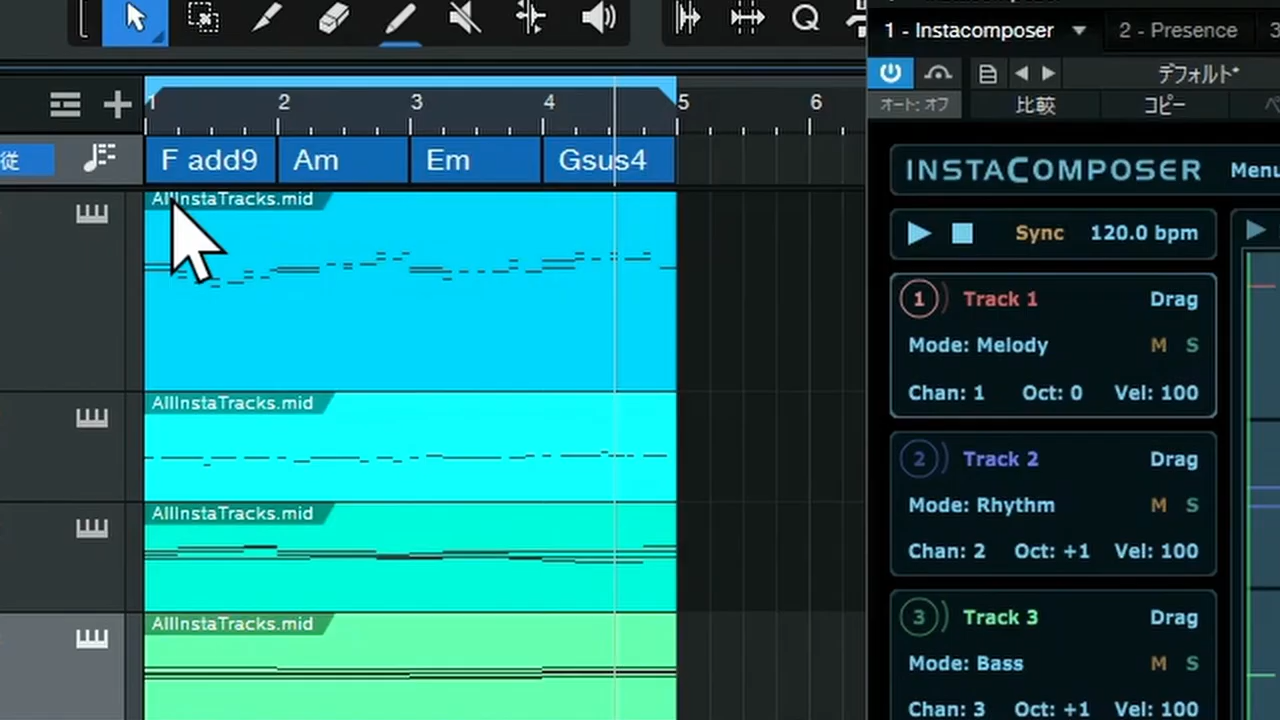 1 - Instacomposer 2 - Presence 3
デフォルト*
オート: オフ 比較 コピー
1 2 3 4 5 6
従 F add9 Am Em Gsus4
AllInstaTracks.mid
AllInstaTracks.mid
AllInstaTracks.mid
AllInstaTracks.mid
INSTACOMPOSER Menu
Sync 120.0 bpm
1 Track 1 Drag
Mode: Melody M S
Chan: 1 Oct: 0 Vel: 100
2 Track 2 Drag
Mode: Rhythm M S
Chan: 2 Oct: +1 Vel: 100
3 Track 3 Drag
Mode: Bass M S
Chan: 3 Oct: +1 Vel: 100